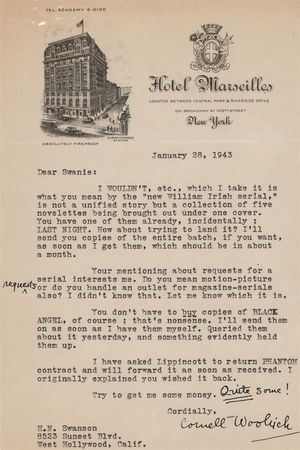 TEL. ACADEMY 4-2100
Hotel Marseilles
LOCATED BETWEEN CENTRAL PARK & RIVERSIDE DRIVE
ON BROADWAY AT 103RD STREET
New York
ABSOLUTELY FIREPROOF
STATION
January 28, 1943
Dear Swanie:
I WOULDN'T, etc., which I take it is
what you mean by the "new William Irish serial,"
is not a unified story but a collection of five
novelettes being brought out under one cover.
You have one of them already, incidentally ;
LAST NIGHT. How about trying to land it? I'll
send you copies of the entire batch, if you want,
as soon as I get them, which should be in about
a month.
Your mentioning about requests for a
serial interests me. Do you mean motion-picture
requests
or do you handle an outlet for magazine-serials
also? I didn't know that. Let me know which it is.
You don't have to buy copies of BLACK
ANGEL, of course ; that's nonsense. I'll send them
on as soon as I have them myself. Queried them
about it yesterday, and something evidently held
them up.
I have asked Lippincott to return PHANTOM
contract and will forward it as soon as received. I
originally explained you wished it back.
Try to get me some money. Quite some!
Cordially,
Cornell Woolrich
H.N. Swanson
8523 Sunset Blvd.
West Hollywood, Calif.